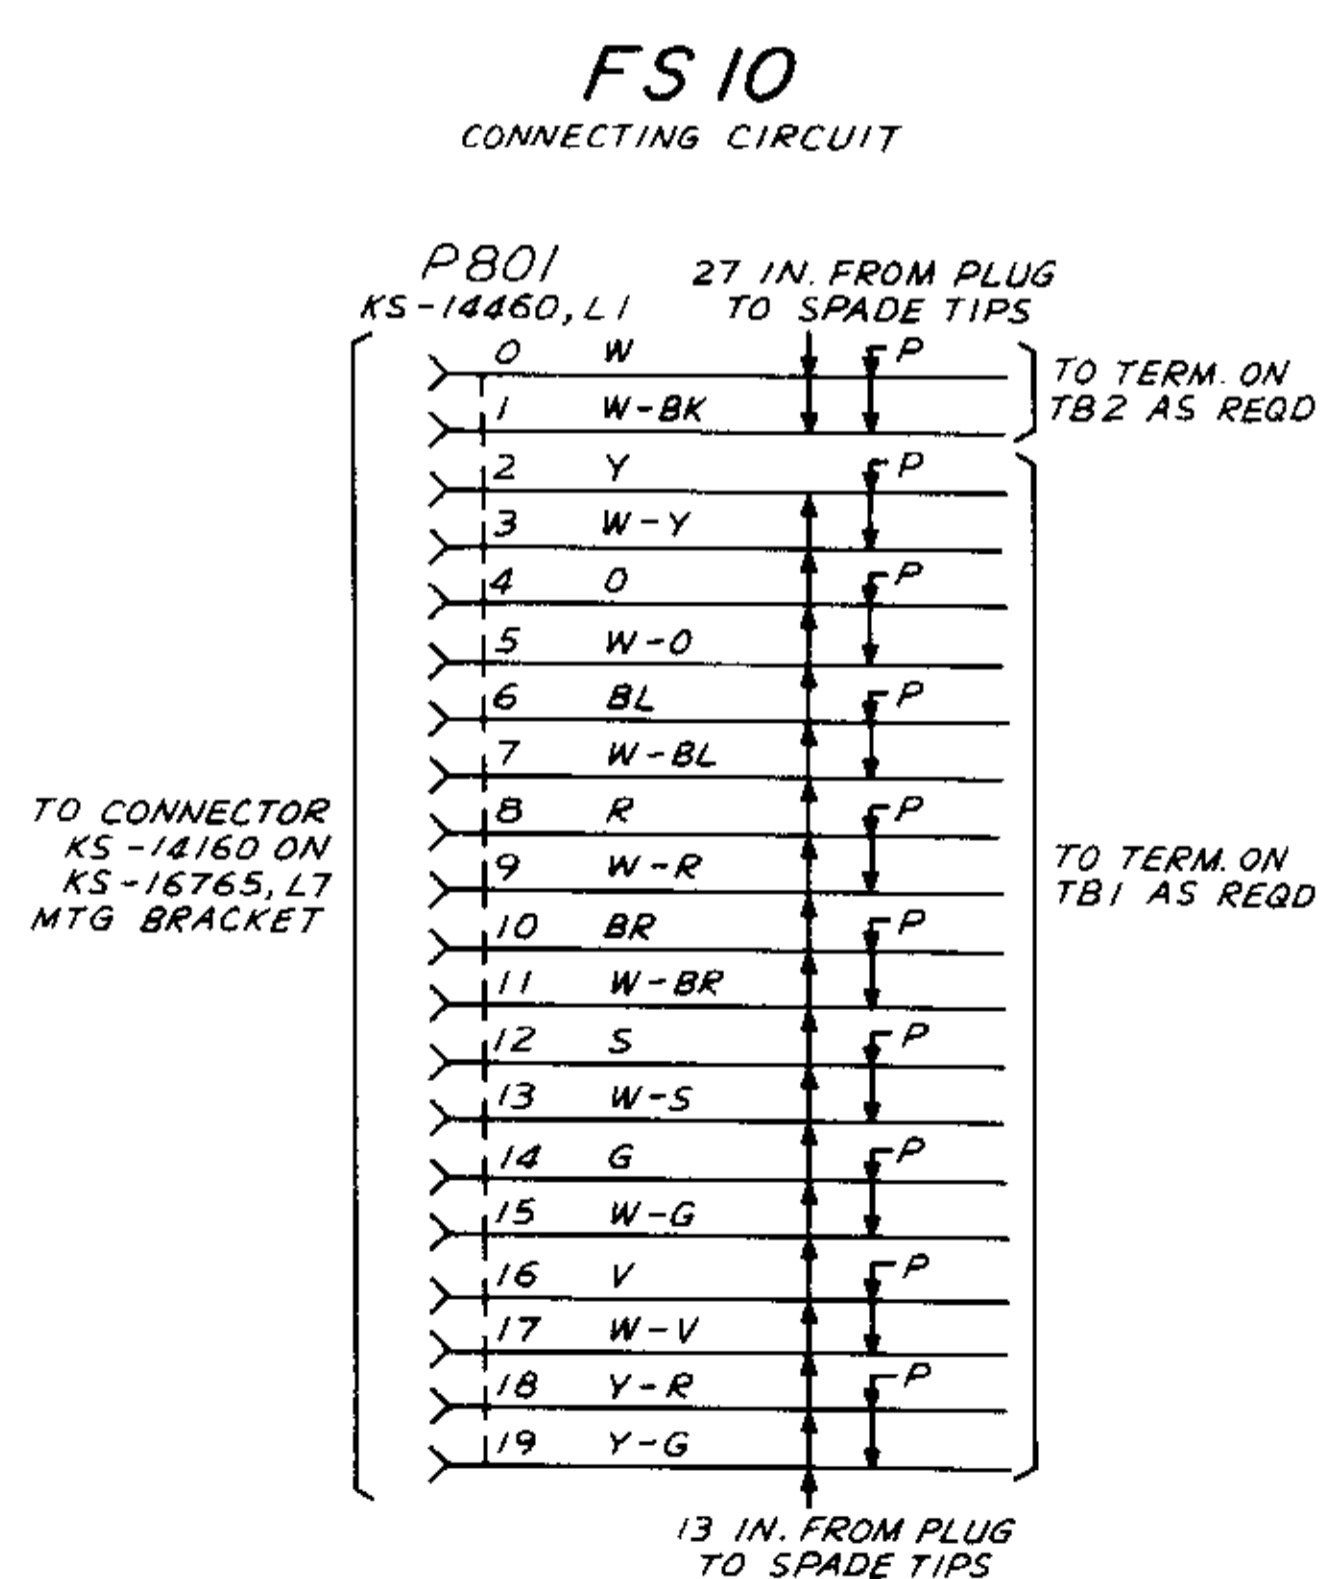 FS 10
CONNECTING CIRCUIT
P801
KS-14460, L1
27 IN. FROM PLUG
TO SPADE TIPS
0 W P
1 W-BK
TO TERM. ON
TB2 AS REQD
2 Y P
3 W-Y
4 O P
5 W-O
6 BL P
7 W-BL
8 R P
9 W-R
10 BR P
11 W-BR
12 S P
13 W-S
14 G P
15 W-G
16 V P
17 W-V
18 Y-R P
19 Y-G
TO CONNECTOR
KS-14160 ON
KS-16765, L7
MTG BRACKET
TO TERM. ON
TB1 AS REQD
13 IN. FROM PLUG
TO SPADE TIPS